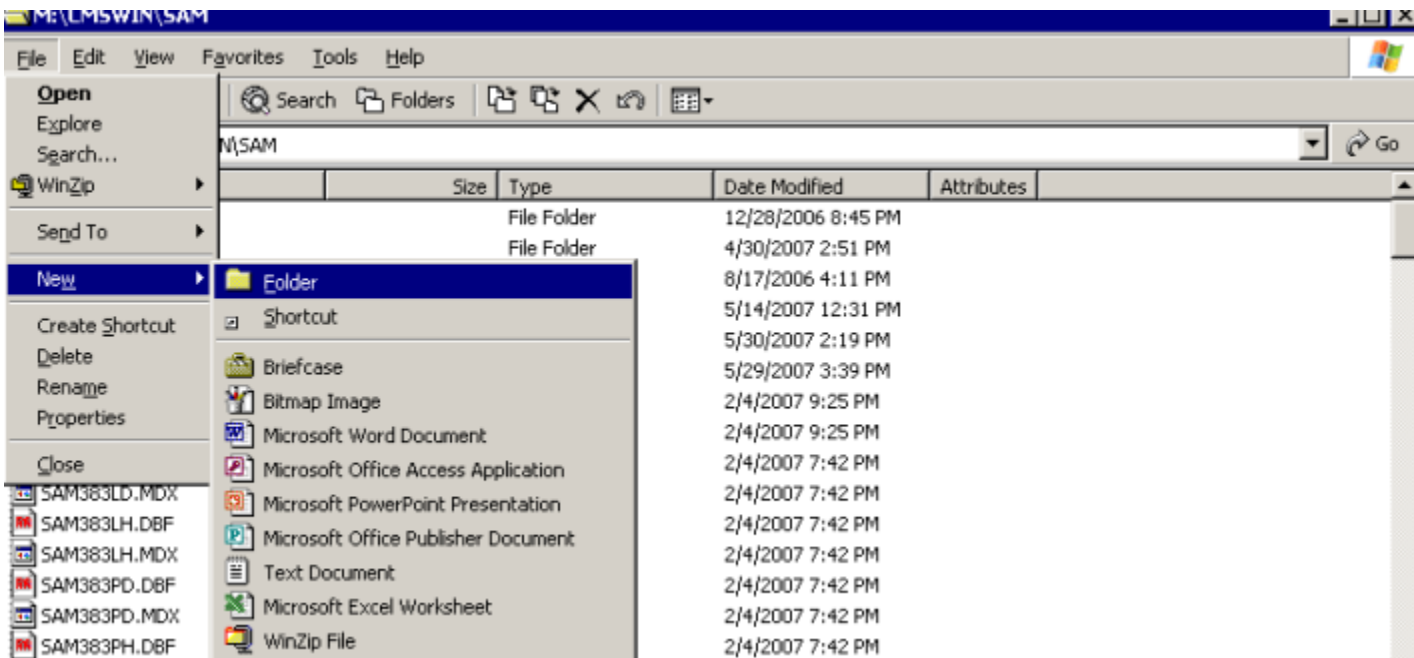 M:\LMSWIN\SAM
File Edit View Favorites Tools Help
Open
Explore
Search...
WinZip
Send To
New
Create Shortcut
Delete
Rename
Properties
Close
Search Folders
N\SAM Go
Size Type Date Modified Attributes
File Folder 12/28/2006 8:45 PM
File Folder 4/30/2007 2:51 PM
8/17/2006 4:11 PM
5/14/2007 12:31 PM
5/30/2007 2:19 PM
5/29/2007 3:39 PM
2/4/2007 9:25 PM
2/4/2007 9:25 PM
2/4/2007 7:42 PM
2/4/2007 7:42 PM
2/4/2007 7:42 PM
2/4/2007 7:42 PM
2/4/2007 7:42 PM
2/4/2007 7:42 PM
2/4/2007 7:42 PM
Folder
Shortcut
Briefcase
Bitmap Image
Microsoft Word Document
Microsoft Office Access Application
Microsoft PowerPoint Presentation
Microsoft Office Publisher Document
Text Document
Microsoft Excel Worksheet
WinZip File
SAM383LD.MDX
SAM383LH.DBF
SAM383LH.MDX
SAM383PD.DBF
SAM383PD.MDX
SAM383PH.DBF